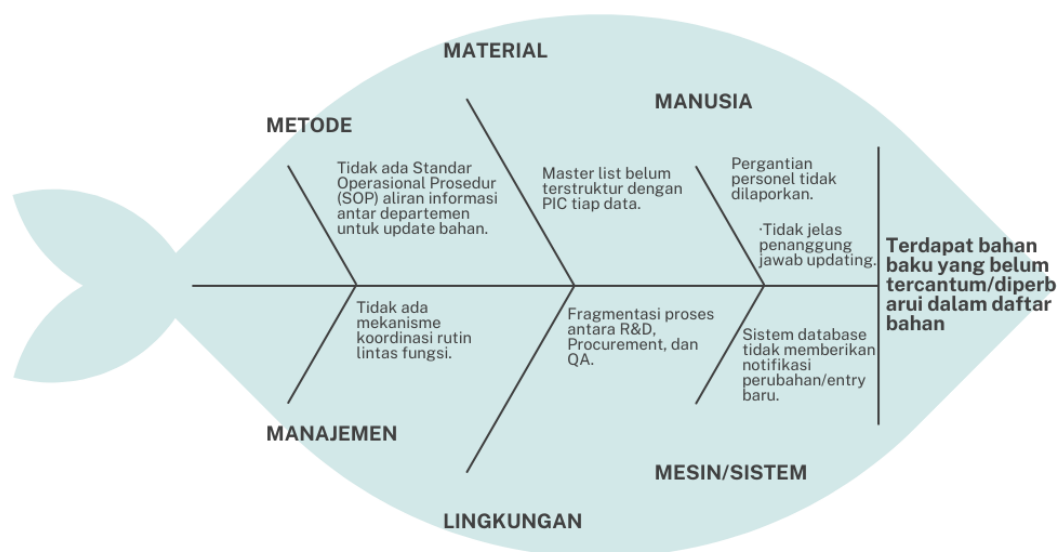 MATERIAL
MANUSIA
METODE
Tidak ada Standar
Operasional Prosedur
(SOP) aliran informasi
antar departemen
untuk update bahan.
Master list belum
terstruktur dengan
PIC tiap data.
Pergantian
personel tidak
dilaporkan.
·Tidak jelas
penanggung
jawab updating.
Terdapat bahan
baku yang belum
tercantum/diperb
arui dalam daftar
bahan
Tidak ada
mekanisme
koordinasi rutin
lintas fungsi.
Fragmentasi proses
antara R&D,
Procurement, dan
QA.
Sistem database
tidak memberikan
notifikasi
perubahan/entry
baru.
MANAJEMEN
MESIN/SISTEM
LINGKUNGAN